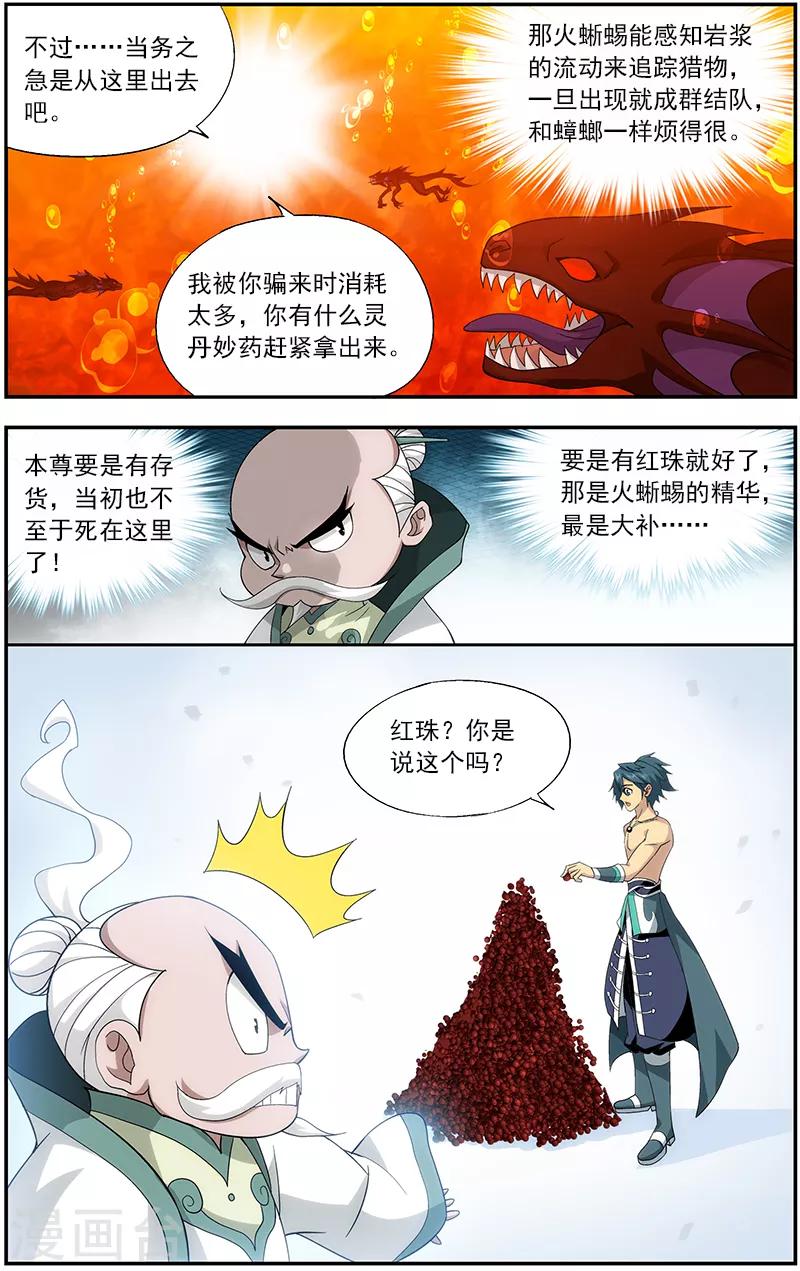 不过……当务之
急是从这里出去
吧。
那火蜥蜴能感知岩浆
的流动来追踪猎物，
一旦出现就成群结队，
和蟑螂一样烦得很。
我被你骗来时消耗
太多，你有什么灵
丹妙药赶紧拿出来。
本尊要是有存
货，当初也不
至于死在这里
了！
要是有红珠就好了，
那是火蜥蜴的精华，
最是大补……
红珠？你是
说这个吗？
漫画台